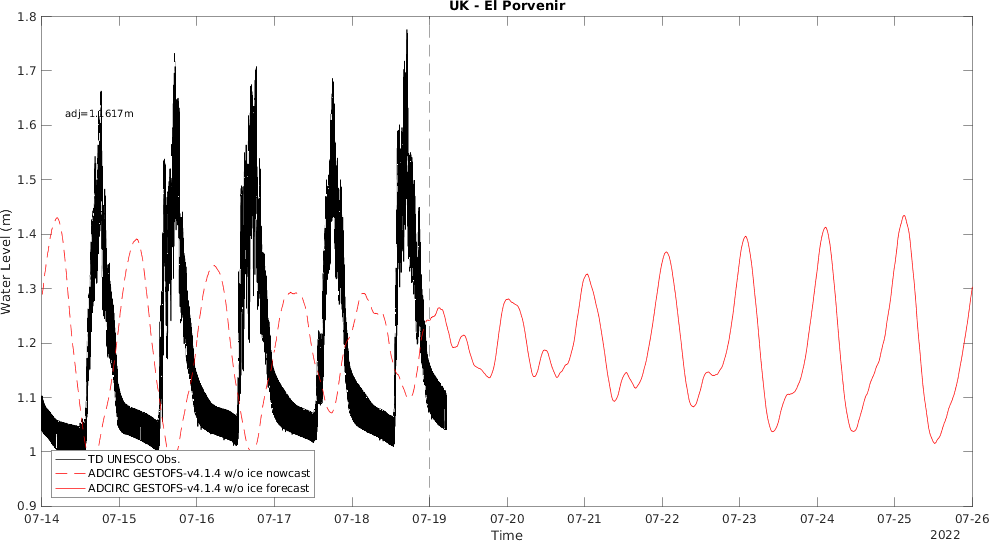 UK - El Porvenir
1.8
1.7
1.6
1.5
1.4
1.3
1.2
1.1
1
0.9
Water Level (m)
adj=1.1617m
TD UNESCO Obs.
ADCIRC GESTOFS-v4.1.4 w/o ice nowcast
ADCIRC GESTOFS-v4.1.4 w/o ice forecast
07-14 07-15 07-16 07-17 07-18 07-19 07-20 07-21 07-22 07-23 07-24 07-25 07-26
Time
2022